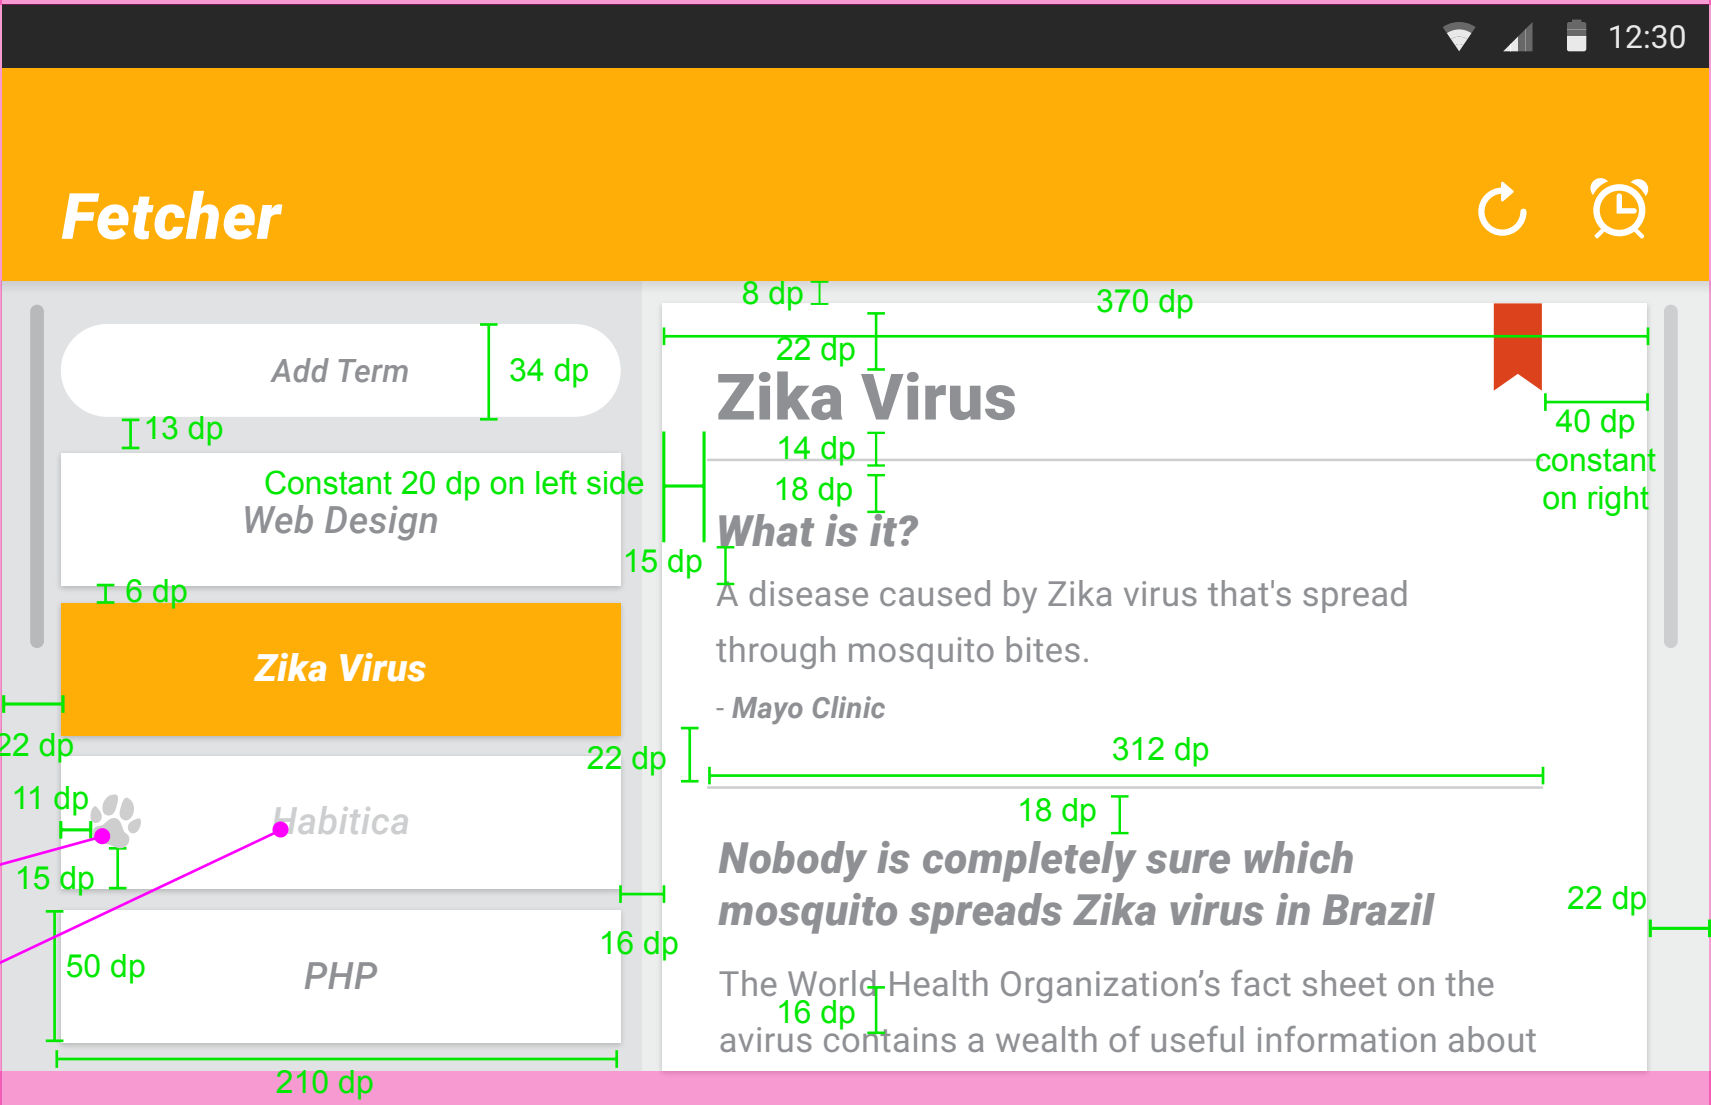 12:30
Fetcher
8 dp
370 dp
Add Term
34 dp
22 dp
Zika Virus
13 dp
40 dp
constant
on right
14 dp
Constant 20 dp on left side
18 dp
Web Design
What is it?
15 dp
6 dp
A disease caused by Zika virus that's spread
through mosquito bites.
Zika Virus
- Mayo Clinic
22 dp
22 dp
312 dp
11 dp
Habitica
18 dp
15 dp
Nobody is completely sure which
mosquito spreads Zika virus in Brazil
22 dp
16 dp
50 dp
PHP
The World Health Organization’s fact sheet on the
16 dp
avirus contains a wealth of useful information about
210 dp